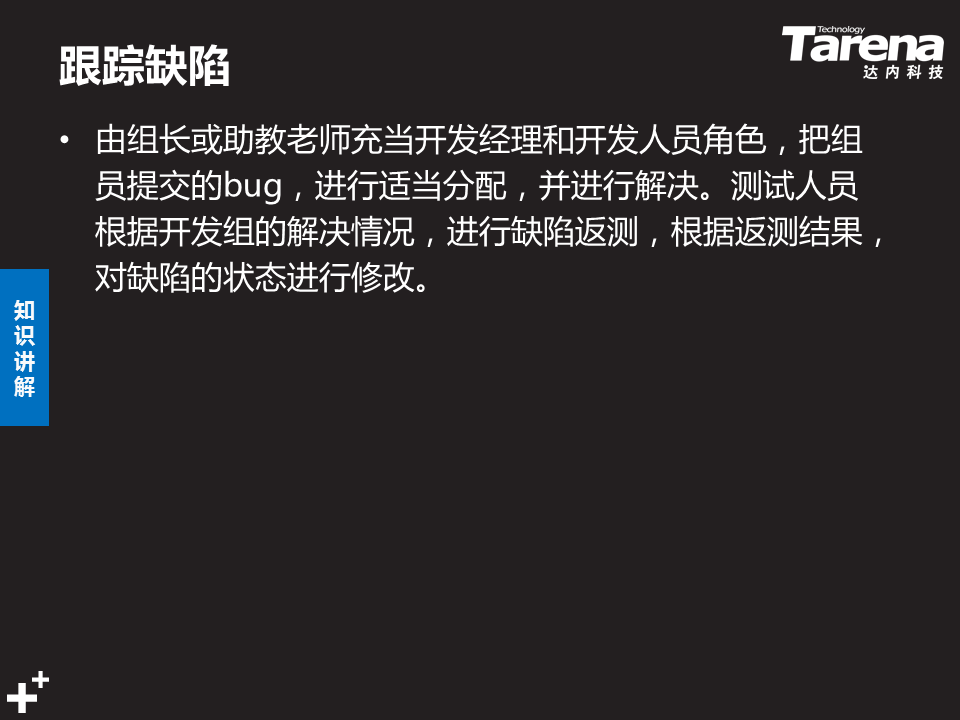 跟踪缺陷
Technology
Tarena
达内科技
• 由组长或助教老师充当开发经理和开发人员角色，把组
员提交的bug，进行适当分配，并进行解决。测试人员
根据开发组的解决情况，进行缺陷返测，根据返测结果，
对缺陷的状态进行修改。
知
识
讲
解